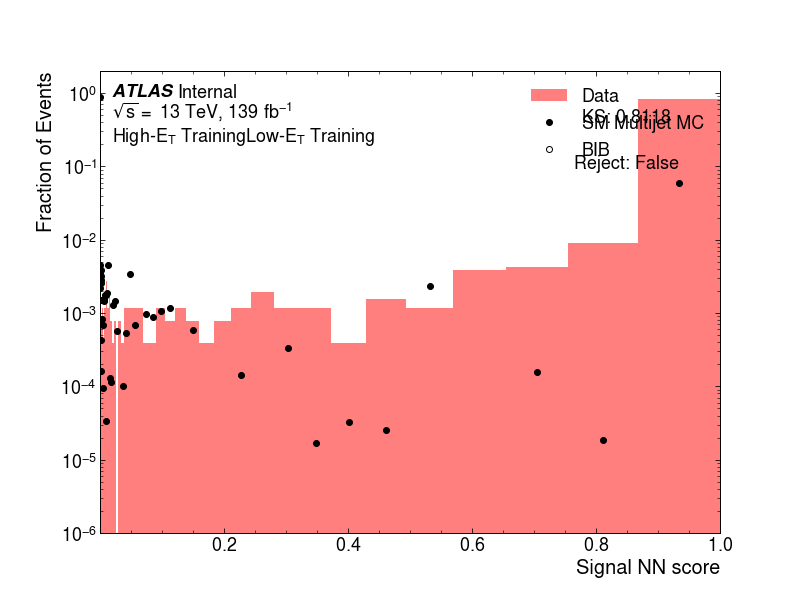 ATLAS Internal
√s = 13 TeV, 139 fb⁻¹
High-E_T TrainingLow-E_T Training
Data
KS: 0.8118
SM Multijet MC
BIB
Reject: False
Fraction of Events
10⁰
10⁻¹
10⁻²
10⁻³
10⁻⁴
10⁻⁵
10⁻⁶
0.2 0.4 0.6 0.8 1.0
Signal NN score